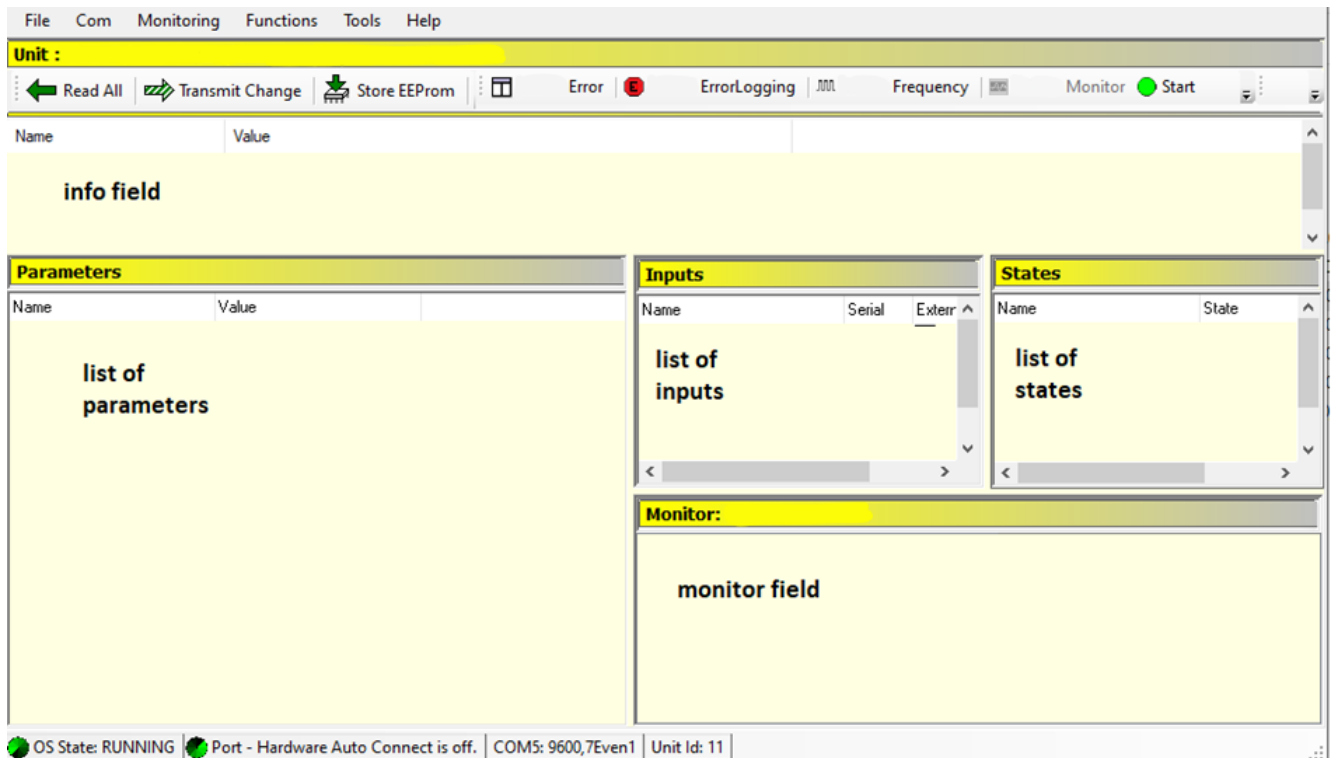 File Com Monitoring Functions Tools Help
Unit :
Read All Transmit Change Store EEProm Error E ErrorLogging Frequency Monitor Start
Name Value
info field
Parameters
Name Value
list of
parameters
Inputs
Name Serial Extern
list of
inputs
States
Name State
list of
states
Monitor:
monitor field
OS State: RUNNING Port - Hardware Auto Connect is off. COM5: 9600,7Even1 Unit Id: 11